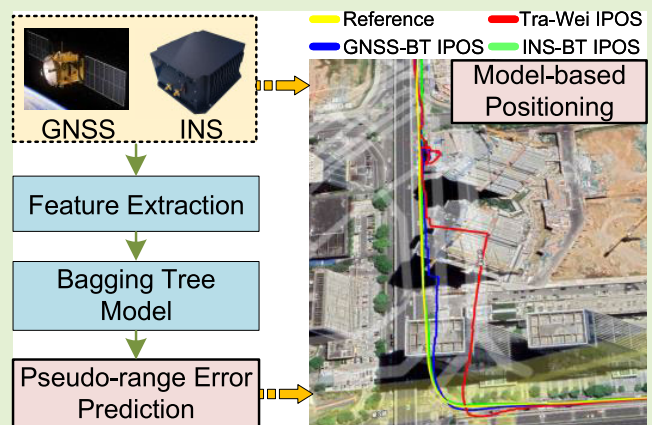 GNSS
INS
Feature Extraction
Bagging Tree
Model
Pseudo-range Error
Prediction
Reference
Tra-Wei IPOS
GNSS-BT IPOS
INS-BT IPOS
Model-based
Positioning